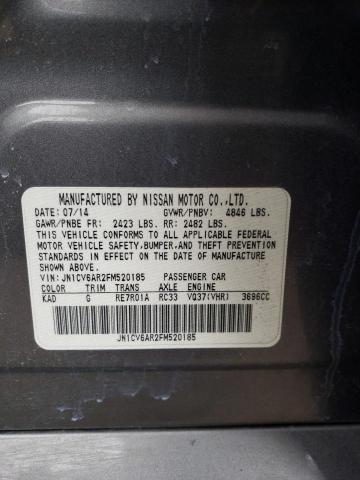 MANUFACTURED BY NISSAN MOTOR CO.,LTD.
DATE: 07/14 GVWR/PNBV: 4846 LBS.
GAWR/PNBE FR: 2423 LBS. RR: 2482 LBS.
THIS VEHICLE CONFORMS TO ALL APPLICABLE FEDERAL
MOTOR VEHICLE SAFETY,BUMPER,AND THEFT PREVENTION
STANDARDS IN EFFECT ON THE DATE OF MANUFACTURE
SHOWN ABOVE.
VIN: JN1CV6AR2FM520185 PASSENGER CAR
COLOR TRIM TRANS AXLE ENGINE
KAD G RE7R01A RC33 VQ37(VHR) 3696CC
JN1CV6AR2FM520185